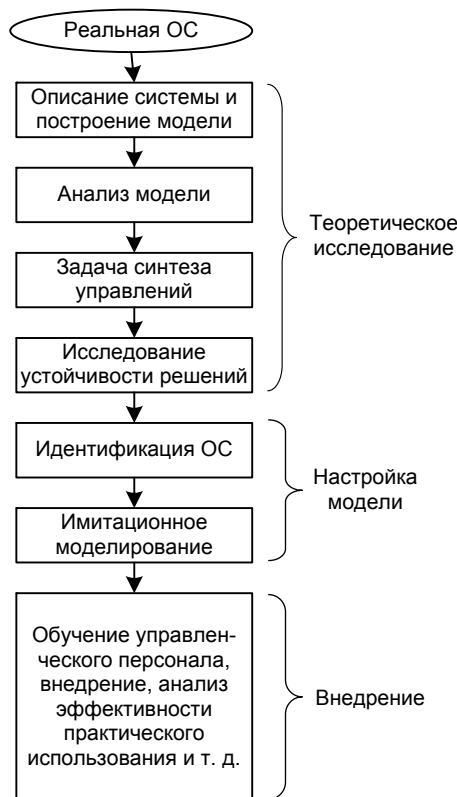 Реальная ОС
Описание системы и
построение модели
Анализ модели
Задача синтеза
управлений
Исследование
устойчивости решений
Теоретическое
исследование
Идентификация ОС
Имитационное
моделирование
Настройка
модели
Обучение управлен-
ческого персонала,
внедрение, анализ
эффективности
практического
использования и т. д.
Внедрение